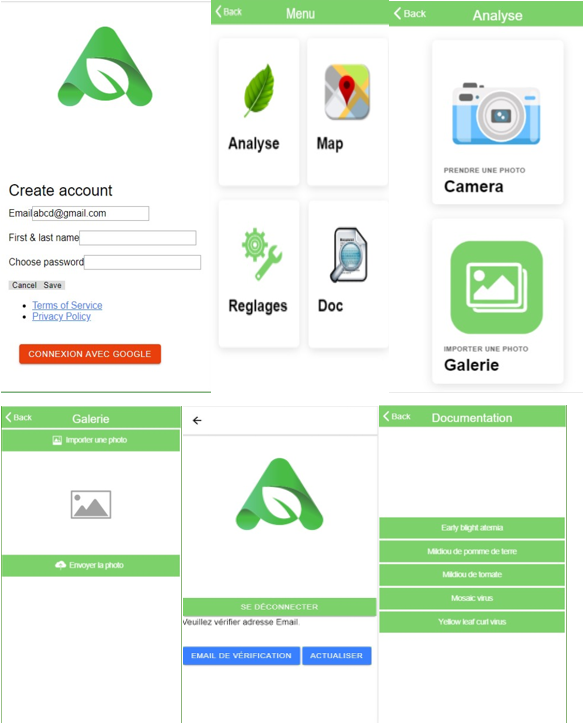 Create account
Email abcd@gmail.com
First & last name
Choose password
Cancel Save
Terms of Service
Privacy Policy
CONNEXION AVEC GOOGLE
Back Menu
Analyse Map
Reglages Doc
Back Analyse
PRENDRE UNE PHOTO
Camera
IMPORTER UNE PHOTO
Galerie
Back Galerie
Importer une photo
Envoyer la photo
SE DÉCONNECTER
Veuillez vérifier adresse Email.
EMAIL DE VÉRIFICATION ACTUALISER
Back Documentation
Early blight aternia
Mildiou de pomme de terre
Mildiou de tomate
Mosaic virus
Yellow leaf curl virus